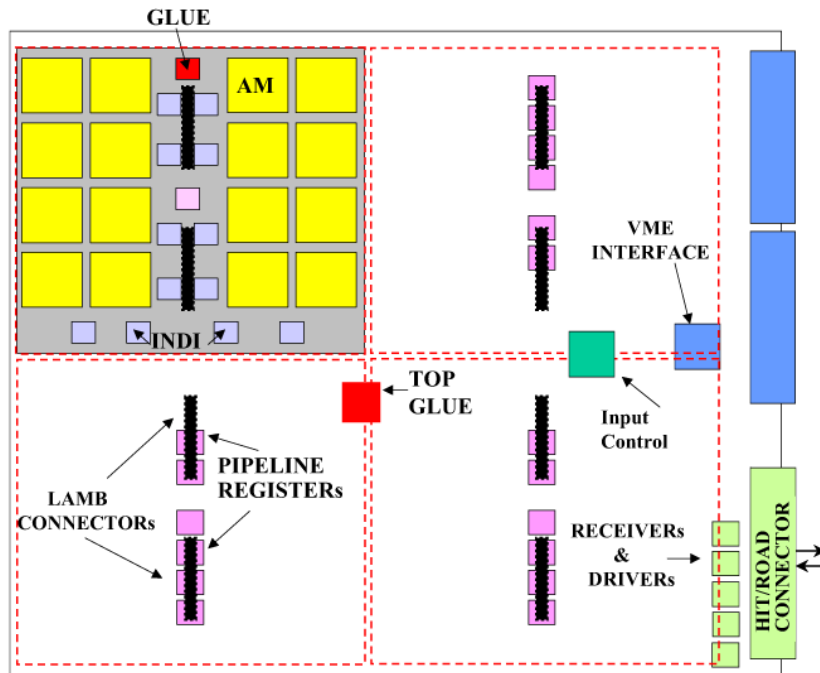 GLUE
AM
VME
INTERFACE
INDI
TOP
GLUE
Input
Control
PIPELINE
REGISTERs
LAMB
CONNECTORs
RECEIVERs
&
DRIVERs
HIT/ROAD
CONNECTOR